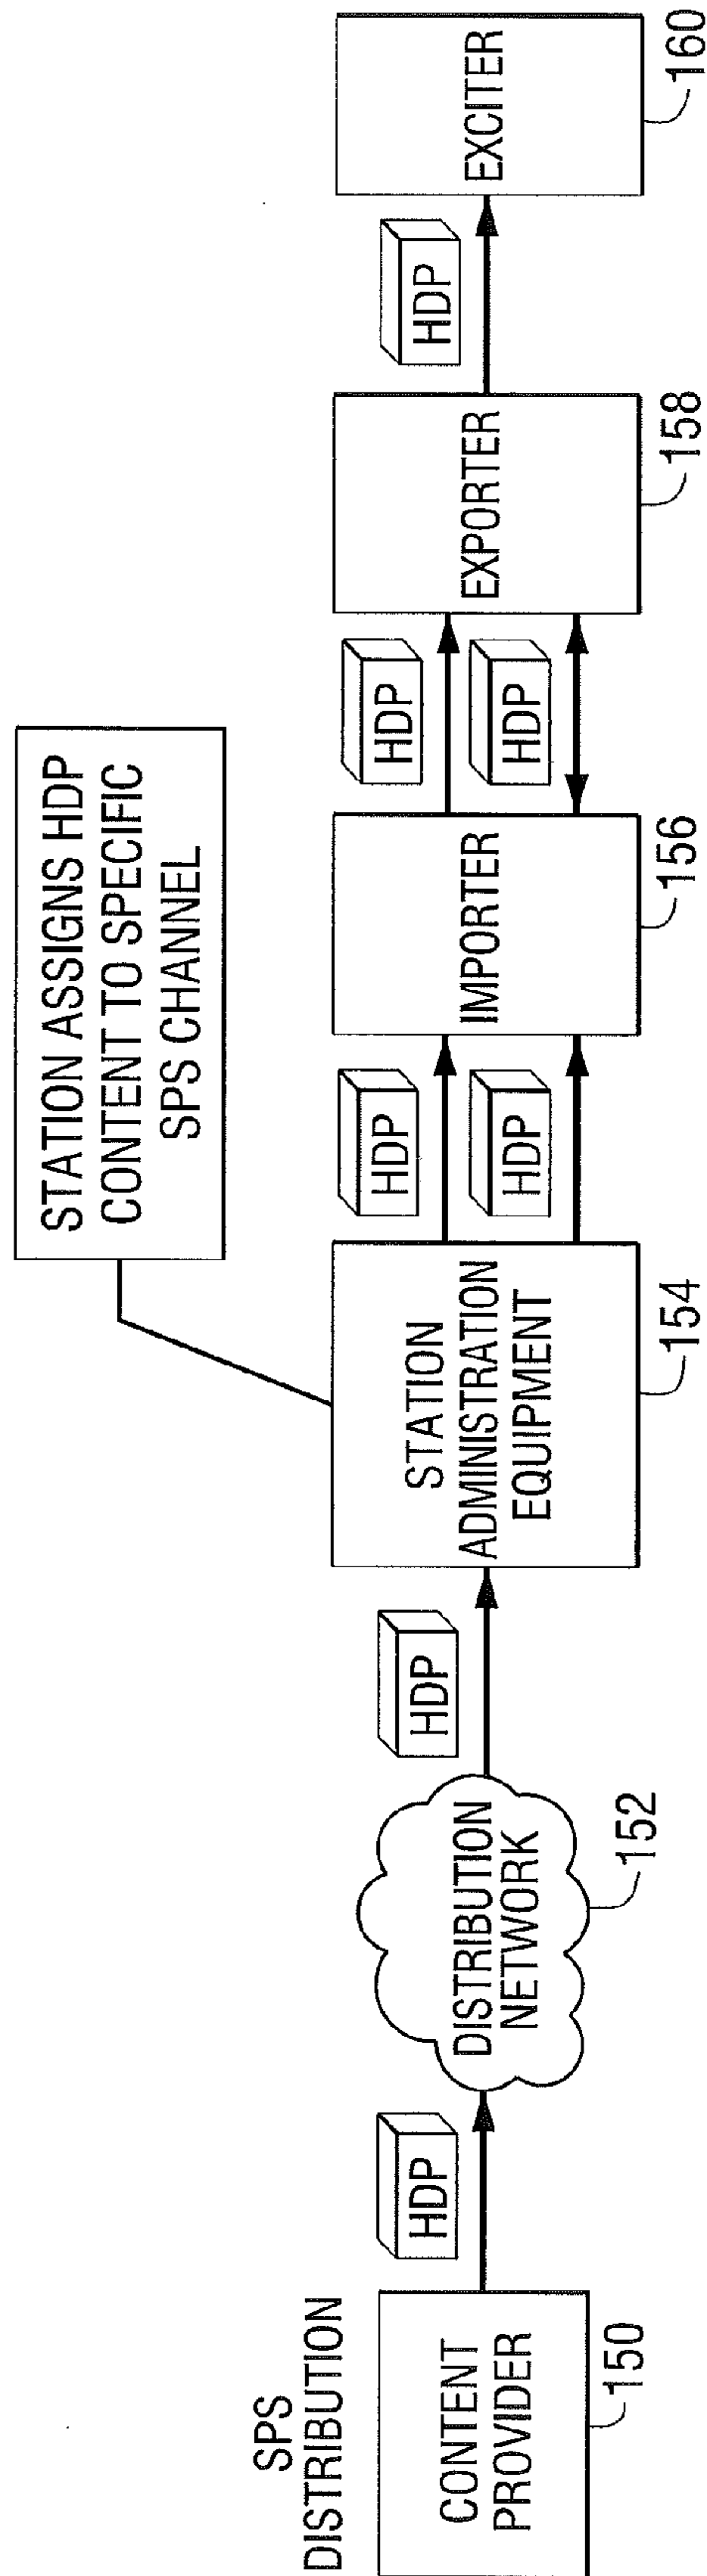 SPS
DISTRIBUTION
CONTENT
PROVIDER
150
HDP
DISTRIBUTION
NETWORK
152
HDP
STATION
ADMINISTRATION
EQUIPMENT
154
STATION ASSIGNS HDP
CONTENT TO SPECIFIC
SPS CHANNEL
HDP
HDP
IMPORTER
156
HDP
HDP
EXPORTER
158
HDP
EXCITER
160